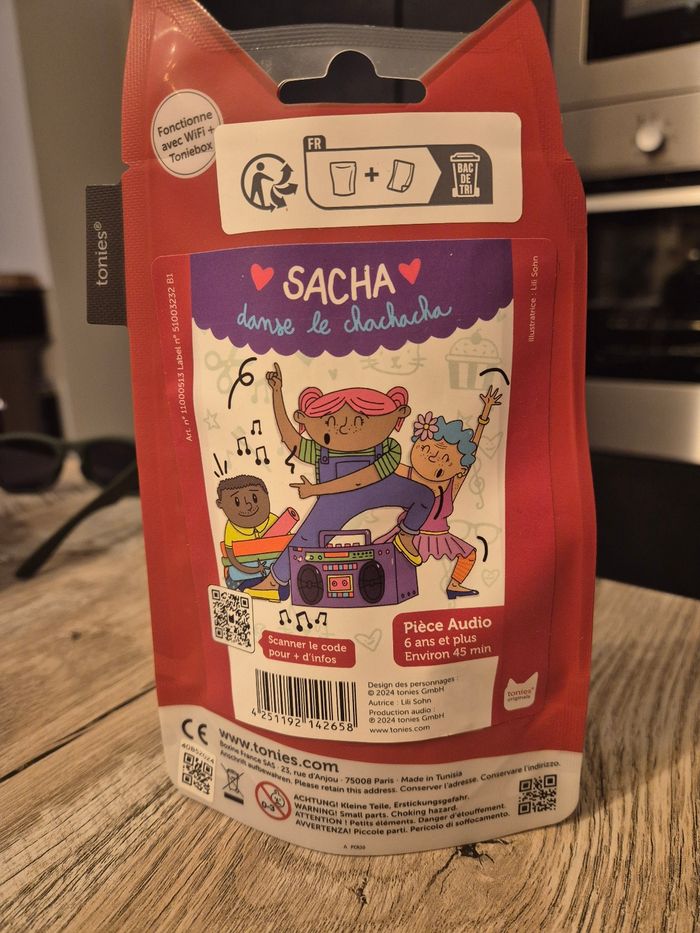 Fonctionne
avec WiFi +
Toniebox
FR
BAC
DE
TRI
tonies®
SACHA
danse le chachacha
Art. n° 11000513 Label n° 51003232 B1
Illustratrice : Lili Sohn
Scanner le code
pour + d'infos
Pièce Audio
6 ans et plus
Environ 45 min
4 251192 142658
Design des personnages :
© 2024 tonies GmbH
Autrice : Lili Sohn
Production audio :
℗ 2024 tonies GmbH
www.tonies.com
tonies®
originals
CE
www.tonies.com
Boxine France SAS · 23, rue d'Anjou · 75008 Paris · Made in Tunisia
Anschrift aufbewahren. Please retain this address. Conserver l'adresse. Conservare l'indirizzo.
0-3
ACHTUNG! Kleine Teile. Erstickungsgefahr.
WARNING! Small parts. Choking hazard.
ATTENTION ! Petits éléments. Danger d'étouffement.
AVVERTENZA! Piccole parti. Pericolo di soffocamento.